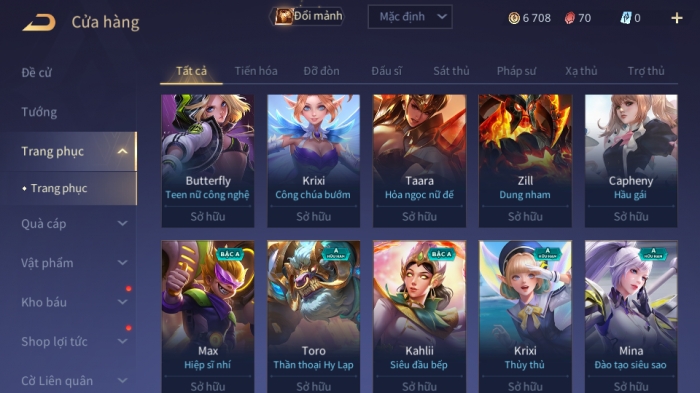 Cửa hàng
Đổi mảnh
Mặc định
6 708
70
0
Đề cử
Tướng
Trang phục
Trang phục
Quà cáp
Vật phẩm
Kho báu
Shop lợi tức
Cờ Liên quân
Tất cả Tiến hóa Đỡ đòn Đấu sĩ Sát thủ Pháp sư Xạ thủ Trợ thủ
Butterfly
Teen nữ công nghệ
Sở hữu
Krixi
Công chúa bướm
Sở hữu
Taara
Hỏa ngọc nữ đế
Sở hữu
Zill
Dung nham
Sở hữu
Capheny
Hầu gái
Sở hữu
BẬC A
Max
Hiệp sĩ nhí
Sở hữu
A
HỮU HẠN
Toro
Thần thoại Hy Lạp
Sở hữu
BẬC A
Kahlii
Siêu đầu bếp
Sở hữu
A
HỮU HẠN
Krixi
Thủy thủ
Sở hữu
A
HỮU HẠN
Mina
Đào tạo siêu sao
Sở hữu